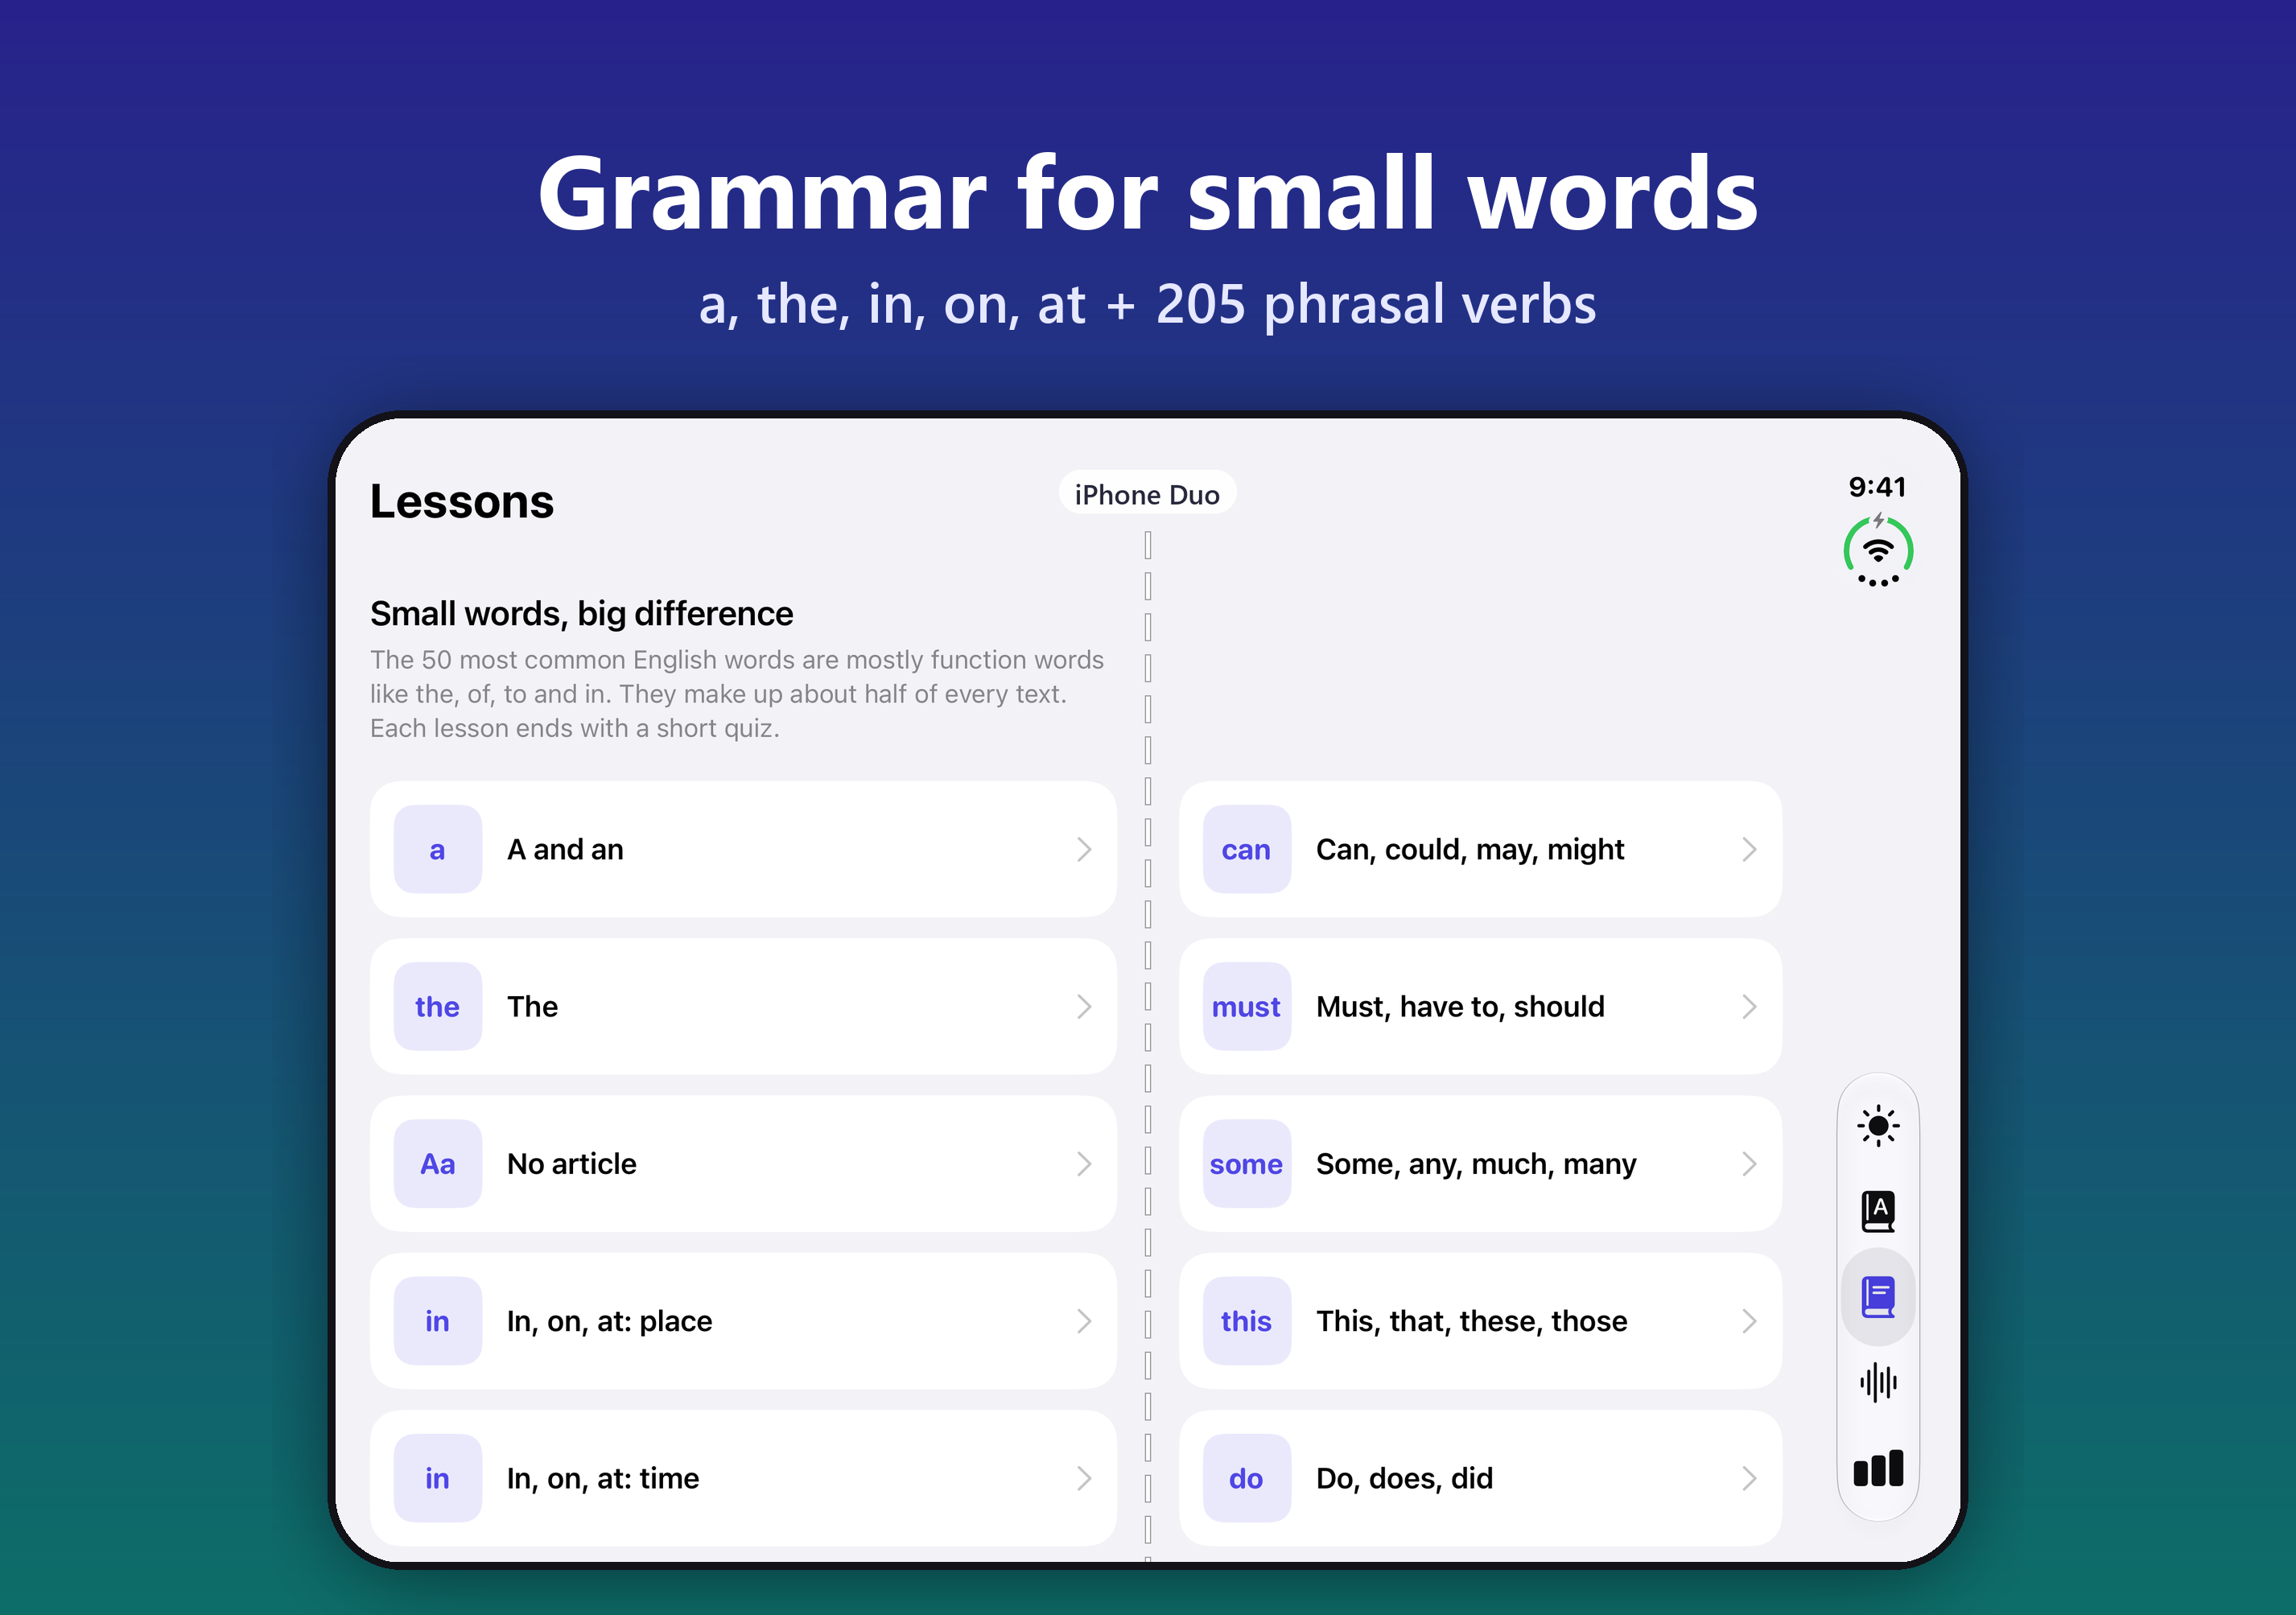 Grammar for small words
a, the, in, on, at + 205 phrasal verbs
Lessons
iPhone Duo
9:41
Small words, big difference
The 50 most common English words are mostly function words
like the, of, to and in. They make up about half of every text.
Each lesson ends with a short quiz.
a A and an
the The
Aa No article
in In, on, at: place
in In, on, at: time
can Can, could, may, might
must Must, have to, should
some Some, any, much, many
this This, that, these, those
do Do, does, did
A